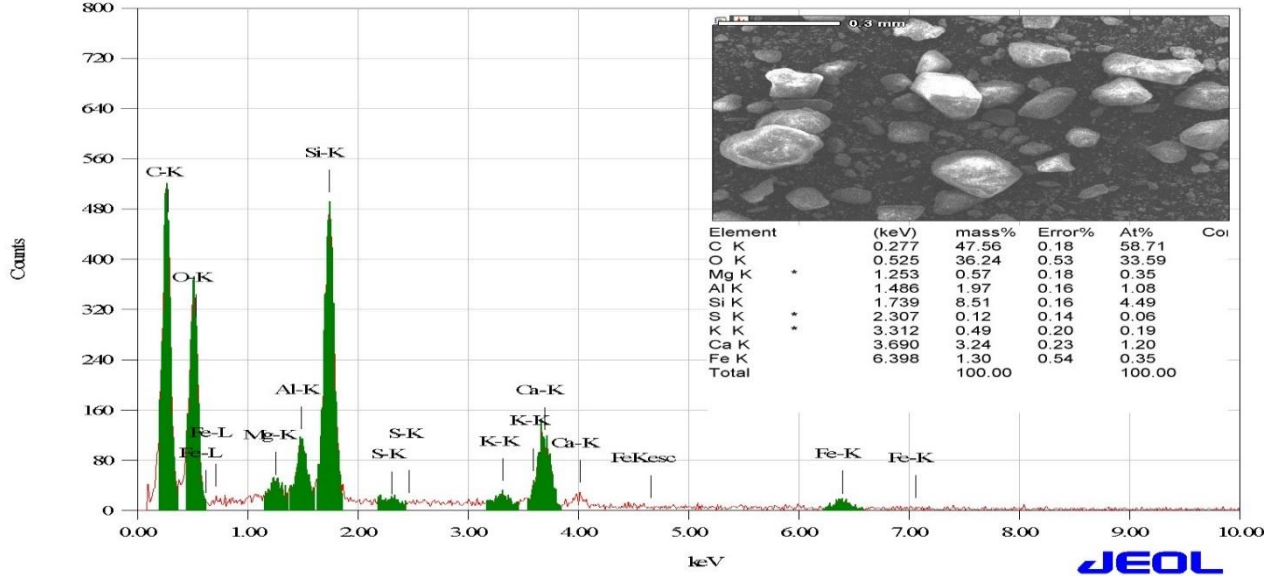 800
720
640
560
480
400
320
240
160
80
0
Counts
C-K
O-K
Fe-L
Fe-L
Mg-K
Al-K
Si-K
S-K
S-K
K-K
K-K
Ca-K
Ca-K
FeKesc
Fe-K
Fe-K
0.00 1.00 2.00 3.00 4.00 5.00 6.00 7.00 8.00 9.00 10.00
keV
0.3 mm
Element (keV) mass% Error% At%
C K 0.277 47.56 0.18 58.71
O K 0.525 36.24 0.53 33.59
Mg K * 1.253 0.57 0.18 0.35
Al K 1.486 1.97 0.16 1.08
Si K 1.739 8.51 0.16 4.49
S K * 2.307 0.12 0.14 0.06
K K * 3.312 0.49 0.20 0.19
Ca K 3.690 3.24 0.23 1.20
Fe K 6.398 1.30 0.54 0.35
Total 100.00 100.00
JEOL